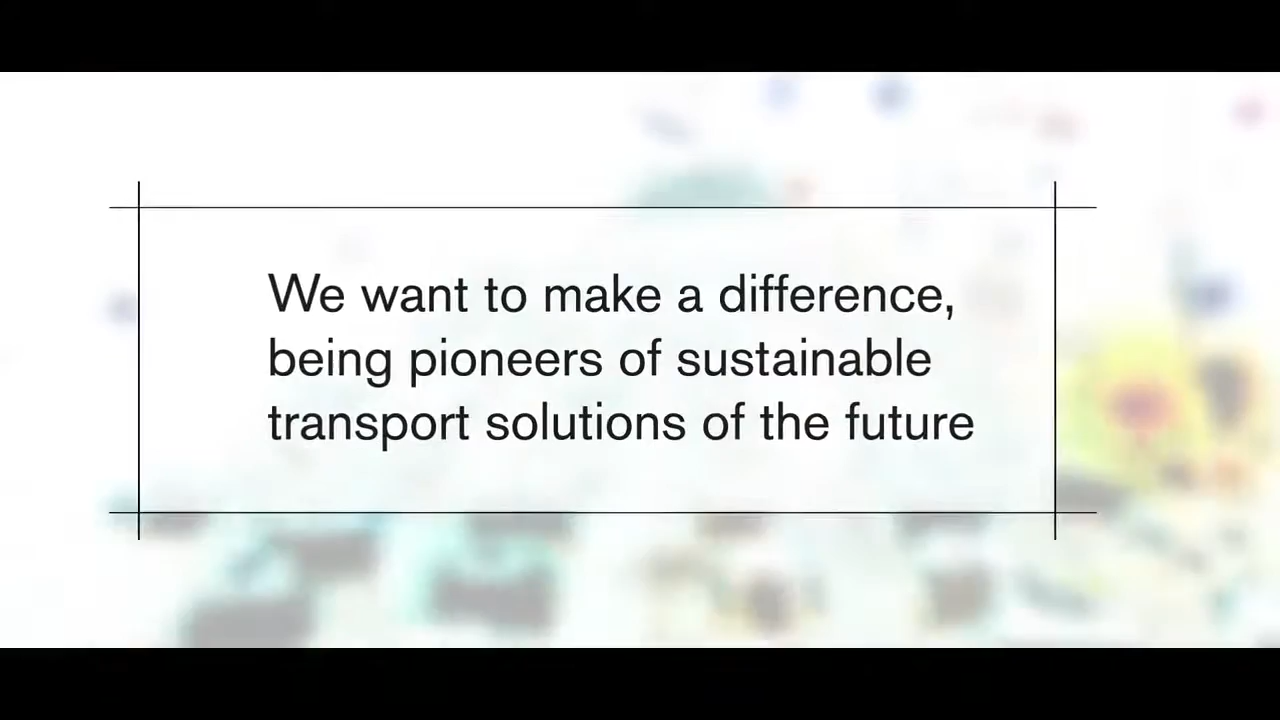 We want to make a difference,
being pioneers of sustainable
transport solutions of the future